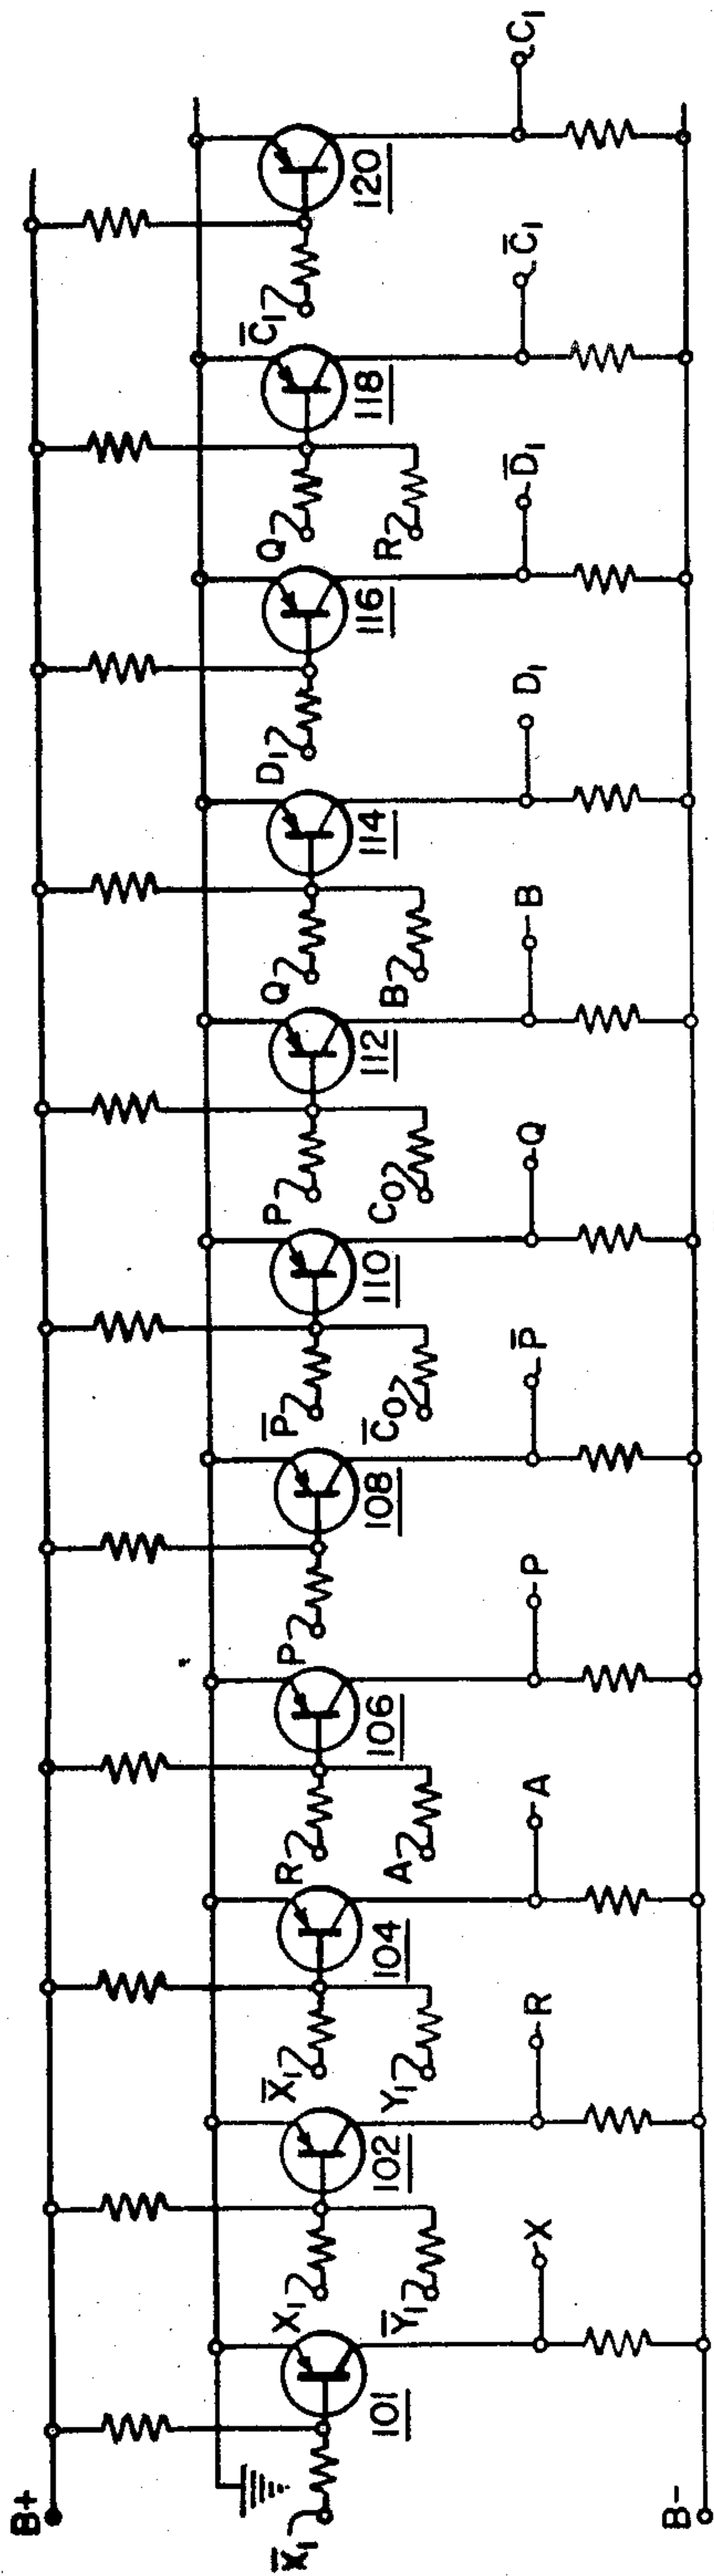 B+
X̄1 X1 X̄1 R P P̄ P Q D1 Q C̄1
101 102 104 106 108 110 112 114 116 118 120
Ȳ1 Y1 A C̄0 C0 B R
X R A P P̄ Q B D1 D̄1 C̄1 C1
B-